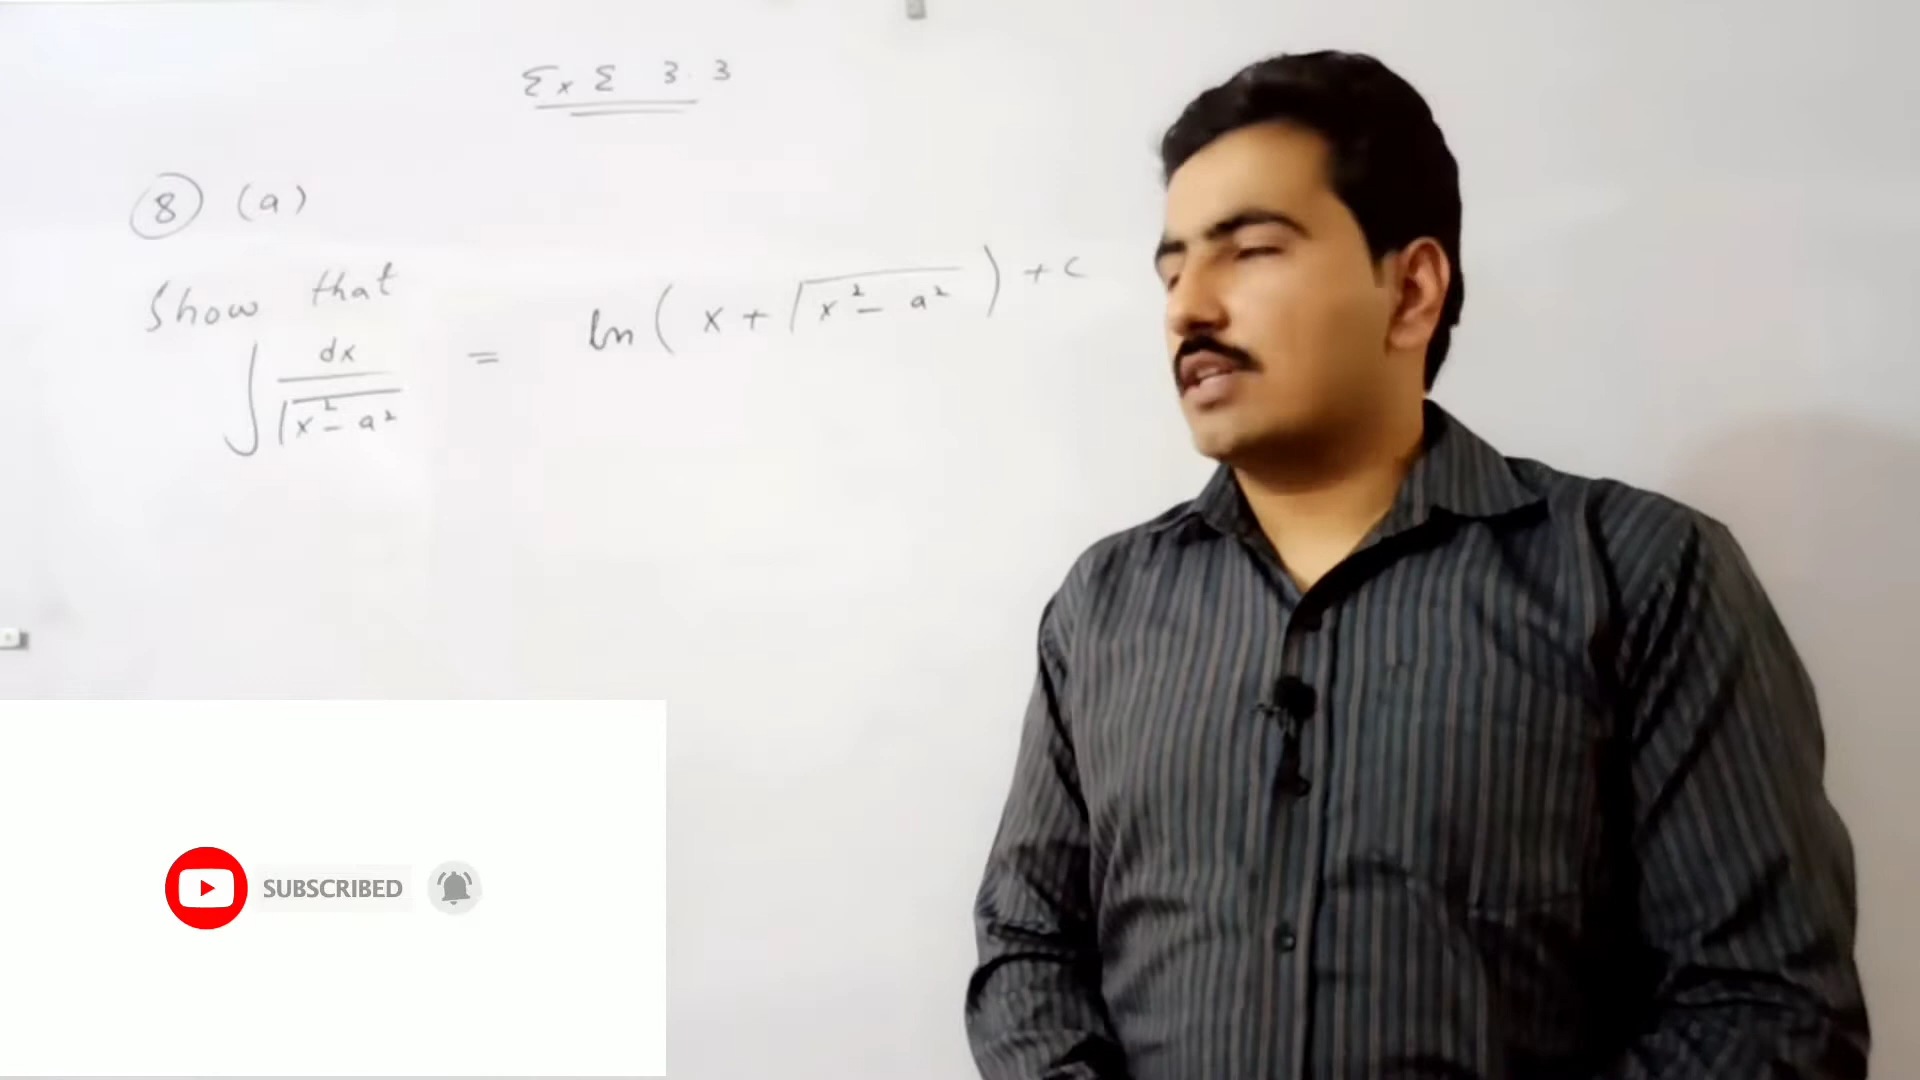 Ex E 3.3
8 (a)
Show that
∫ dx / √(x² - a²) = ln ( x + √(x² - a²) ) + c
SUBSCRIBED